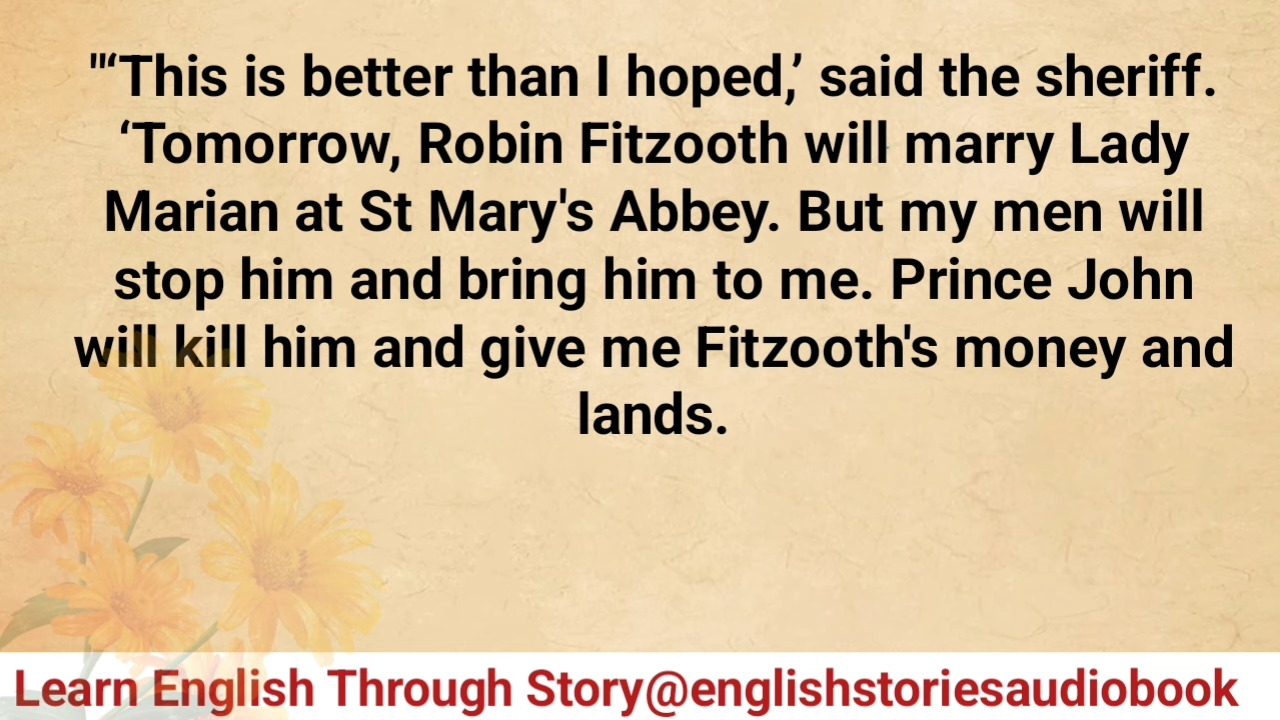 "‘This is better than I hoped,’ said the sheriff.
‘Tomorrow, Robin Fitzooth will marry Lady
Marian at St Mary's Abbey. But my men will
stop him and bring him to me. Prince John
will kill him and give me Fitzooth's money and
lands.
Learn English Through Story@englishstoriesaudiobook